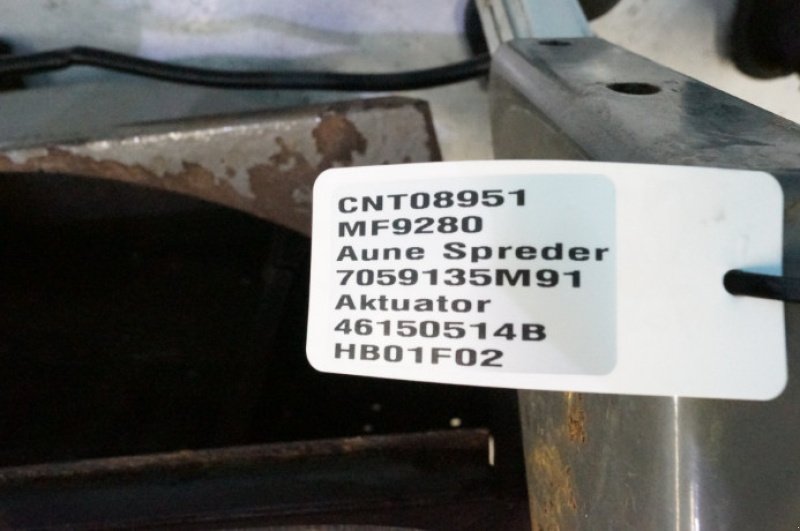 CNT08951
MF9280
Aune Spreder
7059135M91
Aktuator
46150514B
HB01F02